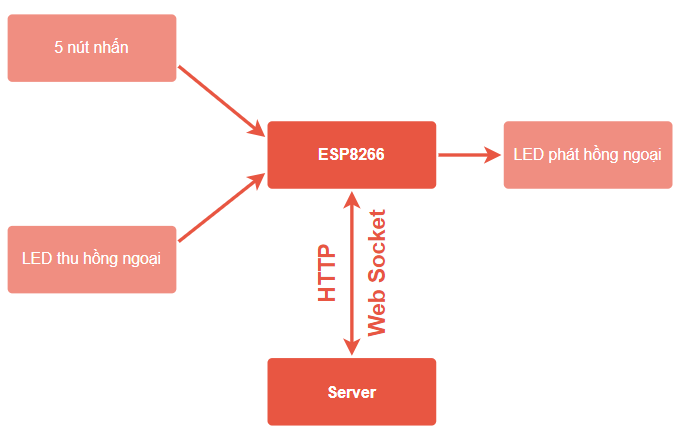 5 nút nhấn
ESP8266
LED phát hồng ngoại
LED thu hồng ngoại
HTTP
Web Socket
Server